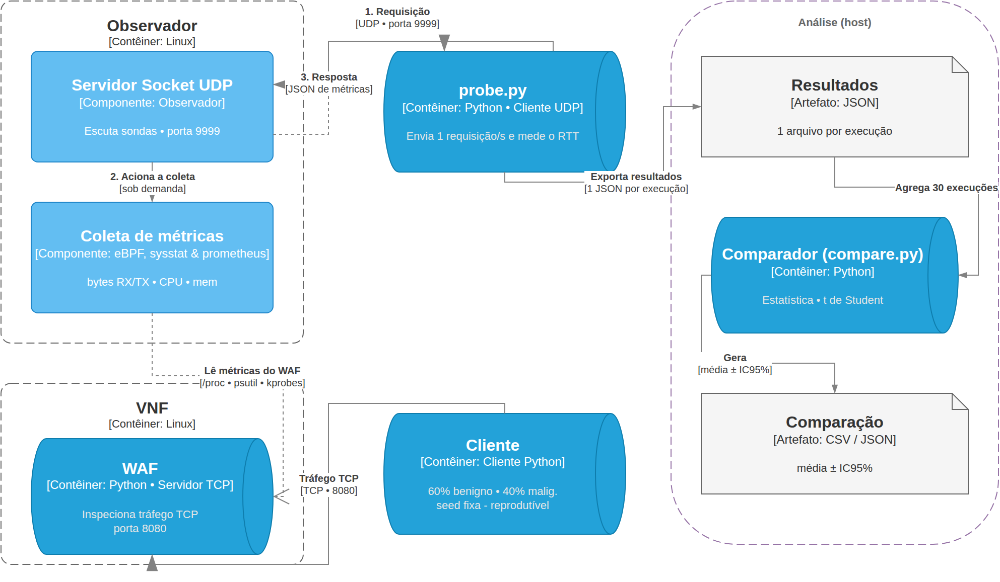 Observador
[Contêiner: Linux]
Servidor Socket UDP
[Componente: Observador]
Escuta sondas • porta 9999
2. Aciona a coleta
[sob demanda]
Coleta de métricas
[Componente: eBPF, sysstat & prometheus]
bytes RX/TX • CPU • mem
1. Requisição
[UDP • porta 9999]
3. Resposta
[JSON de métricas]
probe.py
[Contêiner: Python • Cliente UDP]
Envia 1 requisição/s e mede o RTT
Exporta resultados
[1 JSON por execução]
Lê métricas do WAF
[/proc • psutil • kprobes]
VNF
[Contêiner: Linux]
WAF
[Contêiner: Python • Servidor TCP]
Inspeciona tráfego TCP
porta 8080
Tráfego TCP
[TCP • 8080]
Cliente
[Contêiner: Cliente Python]
60% benigno • 40% malig.
seed fixa - reprodutível
Análise (host)
Resultados
[Artefato: JSON]
1 arquivo por execução
Agrega 30 execuções
Comparador (compare.py)
[Contêiner: Python]
Estatística • t de Student
Gera
[média ± IC95%]
Comparação
[Artefato: CSV / JSON]
média ± IC95%